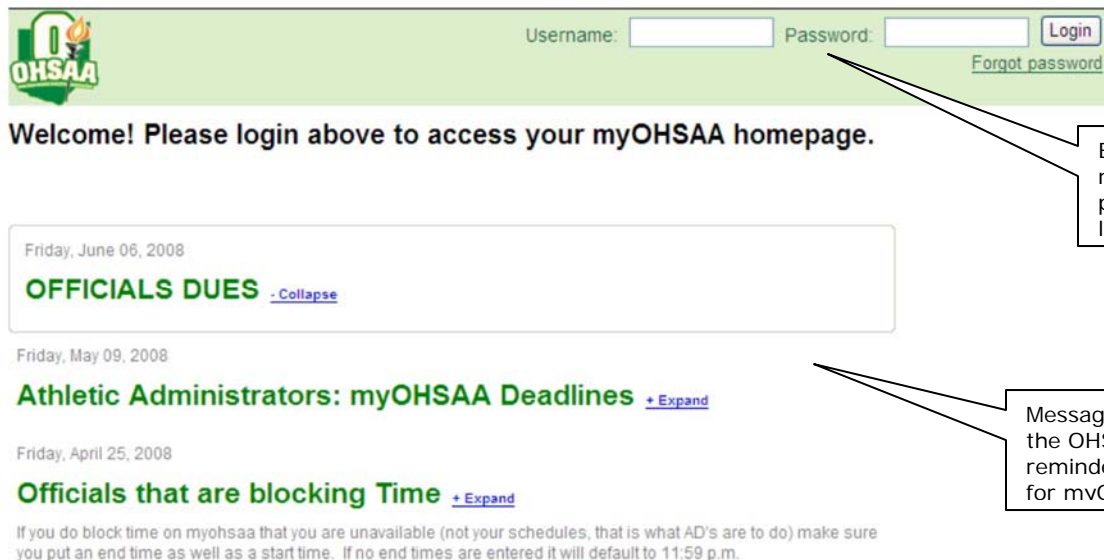 OHSAA
Username: Password: Login
Forgot password
Welcome! Please login above to access your myOHSAA homepage.
Friday, June 06, 2008
OFFICIALS DUES - Collapse
Friday, May 09, 2008
Athletic Administrators: myOHSAA Deadlines + Expand
Messag
the OHS
reminde
Friday, April 25, 2008
Officials that are blocking Time + Expand
If you do block time on myohsaa that you are unavailable (not your schedules, that is what AD's are to do) make sure
you put an end time as well as a start time. If no end times are entered it will default to 11:59 p.m.